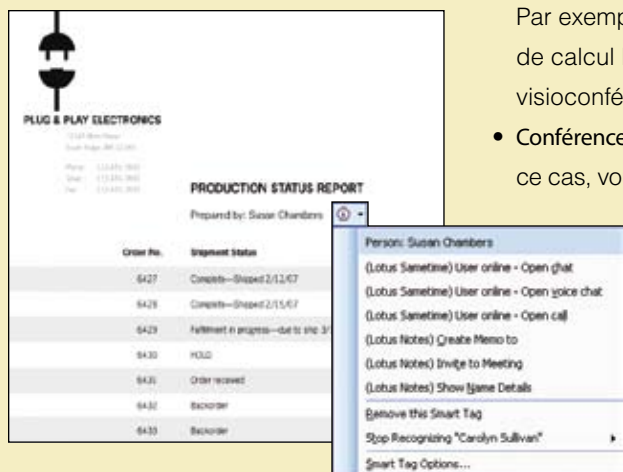 Par exemp
de calcul
visioconfé
• Conférence
ce cas, vo
PLUG & PLAY ELECTRONICS
PRODUCTION STATUS REPORT
Prepared by: Susan Chambers
Order No. Shipment Status
6427 Complete—Shipped 2/12/07
6428 Complete—Shipped 2/15/07
6429 Fulfillment in progress—due to ship 3/
6430 HOLD
6431 Order received
6432 Backorder
6433 Backorder
Person: Susan Chambers
(Lotus Sametime) User online - Open chat
(Lotus Sametime) User online - Open voice chat
(Lotus Sametime) User online - Open call
(Lotus Notes) Create Memo to
(Lotus Notes) Invite to Meeting
(Lotus Notes) Show Name Details
Remove this Smart Tag
Stop Recognizing "Carolyn Sullivan"
Smart Tag Options...